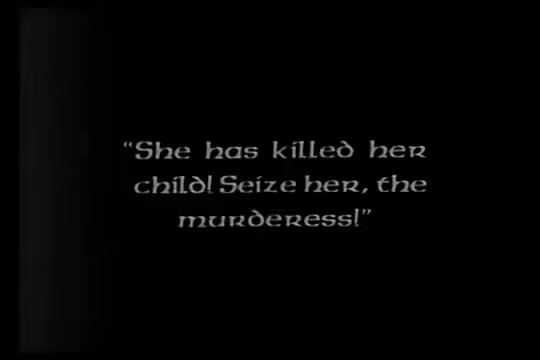 "She has killed her
child! Seize her, the
murderess!"